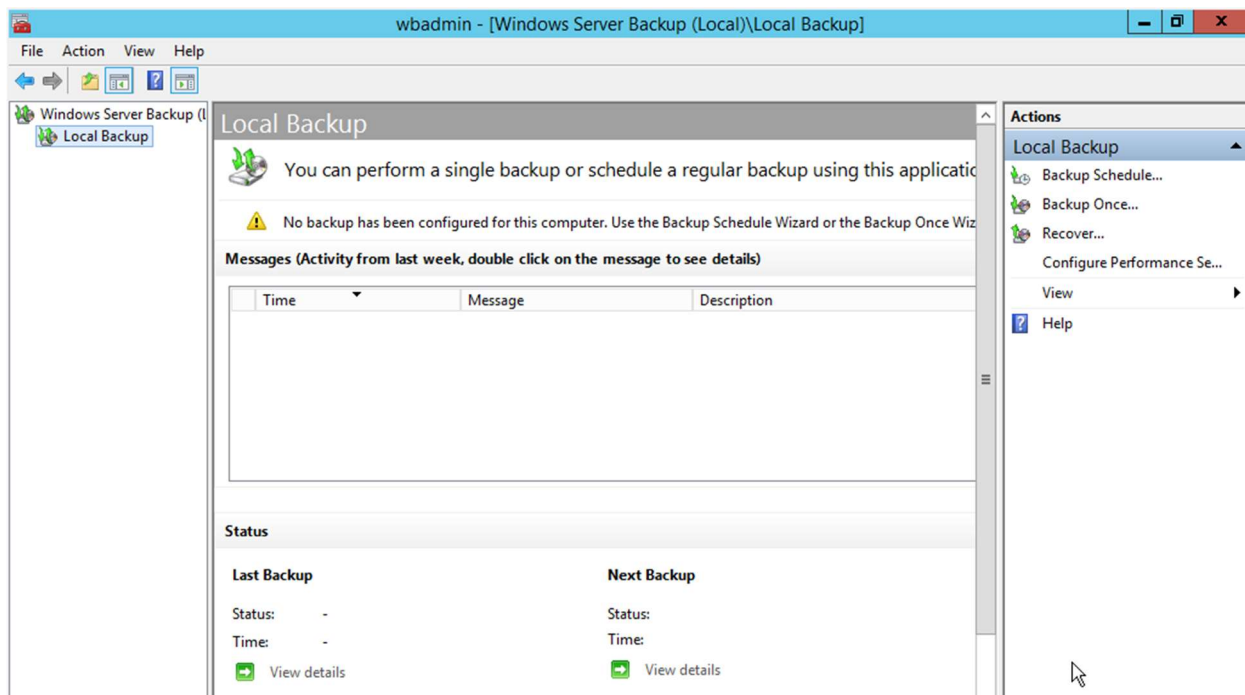 wbadmin - [Windows Server Backup (Local)\Local Backup]
File Action View Help
Windows Server Backup (L
Local Backup
Local Backup
You can perform a single backup or schedule a regular backup using this applicatic
No backup has been configured for this computer. Use the Backup Schedule Wizard or the Backup Once Wiz
Messages (Activity from last week, double click on the message to see details)
Time Message Description
Status
Last Backup Next Backup
Status: - Status:
Time: - Time:
View details View details
Actions
Local Backup
Backup Schedule...
Backup Once...
Recover...
Configure Performance Se...
View
Help